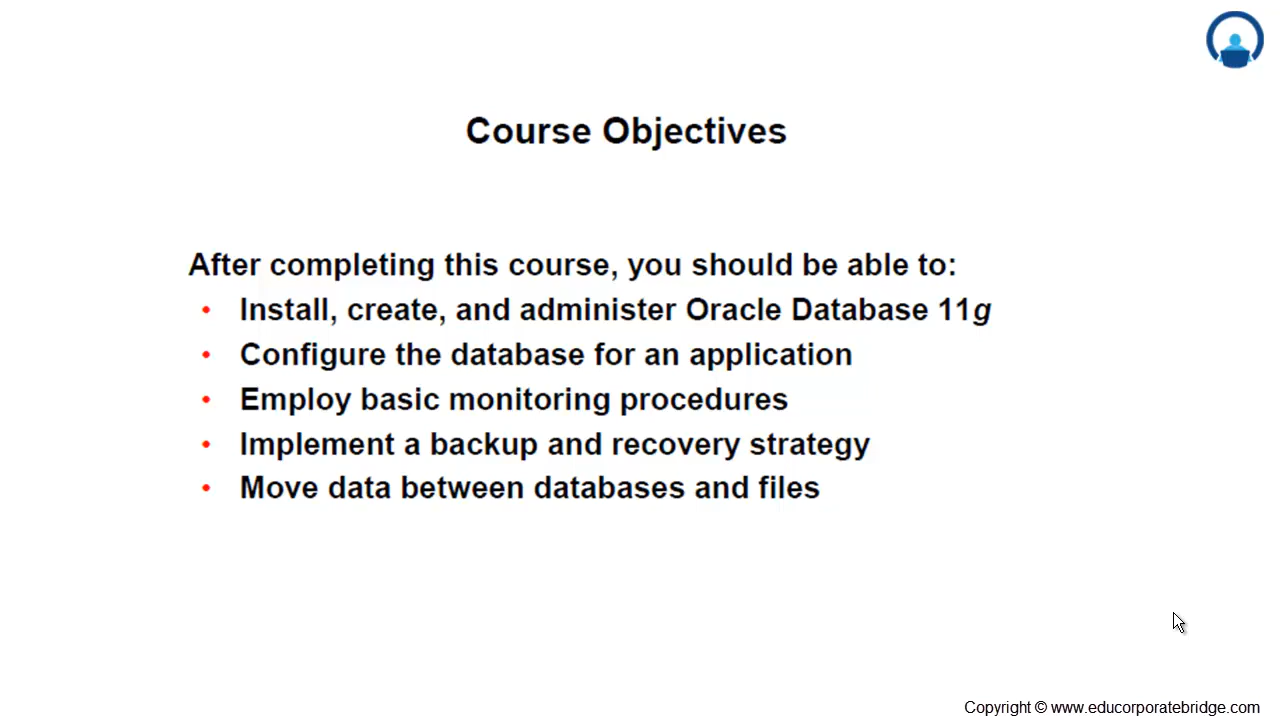 Course Objectives
After completing this course, you should be able to:
• Install, create, and administer Oracle Database 11g
• Configure the database for an application
• Employ basic monitoring procedures
• Implement a backup and recovery strategy
• Move data between databases and files
Copyright © www.educorporatebridge.com